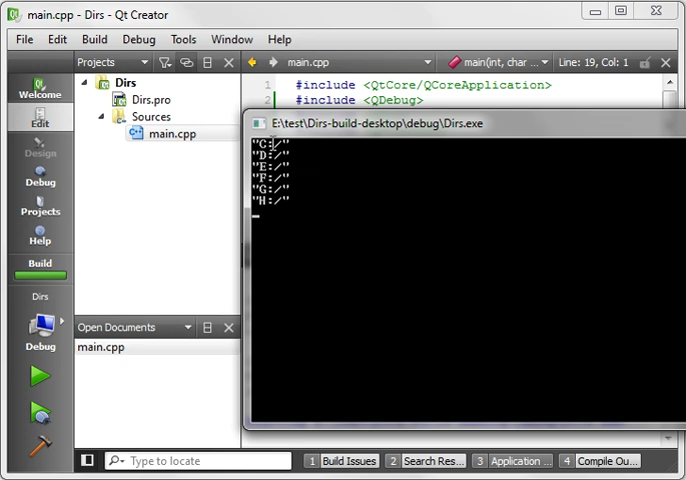 main.cpp - Dirs - Qt Creator
File Edit Build Debug Tools Window Help
Projects
main.cpp
main(int, char ...
Line: 19, Col: 1
Welcome
Edit
Design
Debug
Projects
Help
Build
Dirs
Debug
Dirs
Dirs.pro
Sources
main.cpp
#include <QtCore/QCoreApplication>
2 #include <QDebug>
E:\test\Dirs-build-desktop\debug\Dirs.exe
"C:/"
"D:/"
"E:/"
"F:/"
"G:/"
"H:/"
Open Documents
main.cpp
Type to locate
1 Build Issues
2 Search Res...
3 Application ...
4 Compile Ou...